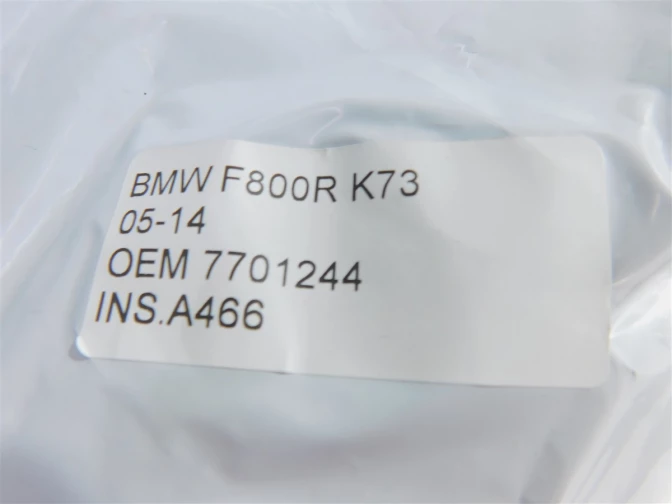 BMW F800R K73
05-14
OEM 7701244
INS.A466